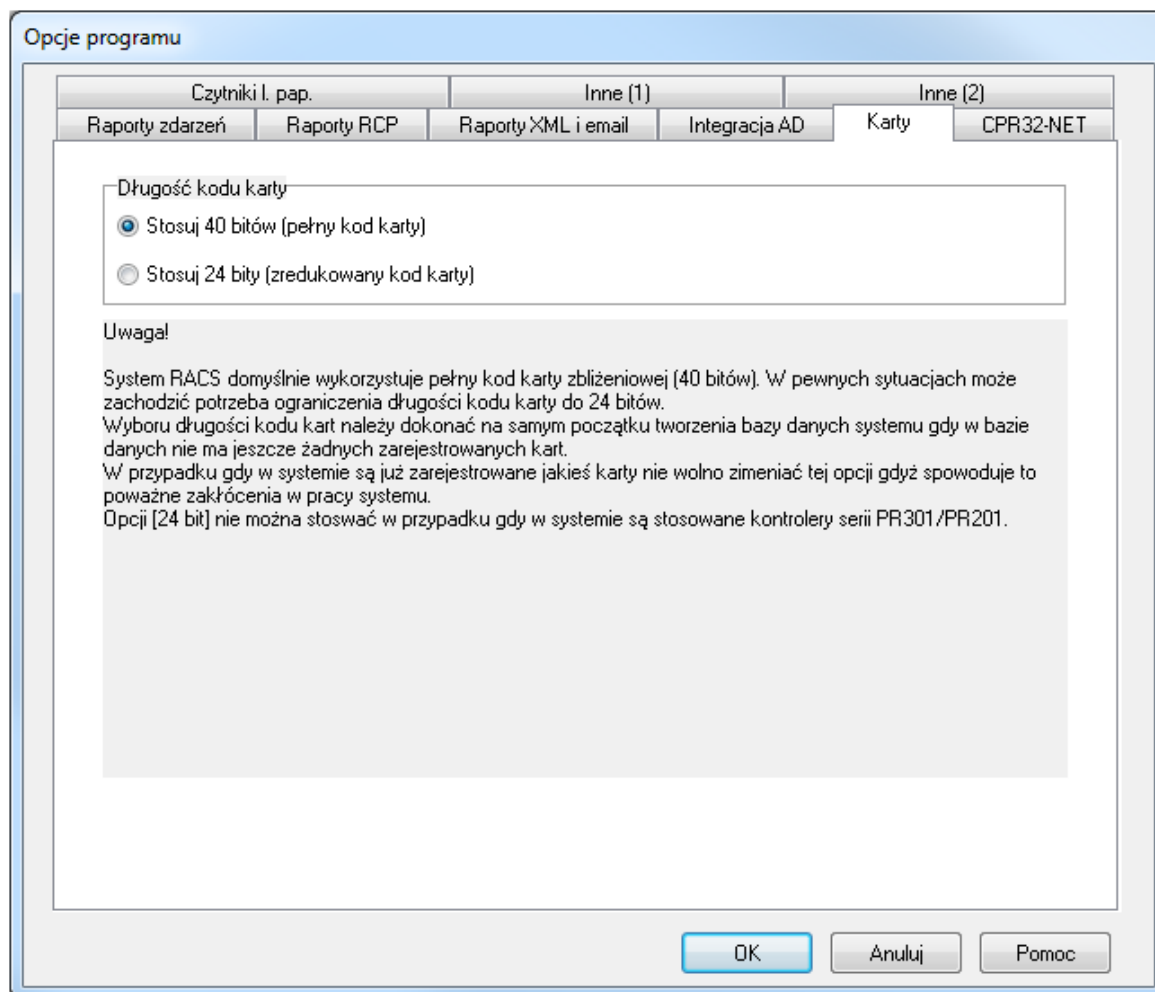 Opcje programu
Czytniki l. pap.
Inne (1)
Inne (2)
Raporty zdarzeń
Raporty RCP
Raporty XML i email
Integracja AD
Karty
CPR32-NET
Długość kodu karty
Stosuj 40 bitów (pełny kod karty)
Stosuj 24 bity (zredukowany kod karty)
Uwaga!
System RACS domyślnie wykorzystuje pełny kod karty zbliżeniowej (40 bitów). W pewnych sytuacjach może
zachodzić potrzeba ograniczenia długości kodu karty do 24 bitów.
Wyboru długości kodu kart należy dokonać na samym początku tworzenia bazy danych systemu gdy w bazie
danych nie ma jeszcze żadnych zarejestrowanych kart.
W przypadku gdy w systemie są już zarejestrowane jakieś karty nie wolno zimeniać tej opcji gdyż spowoduje to
poważne zakłócenia w pracy systemu.
Opcji [24 bit] nie można stoswać w przypadku gdy w systemie są stosowane kontrolery serii PR301/PR201.
OK
Anuluj
Pomoc